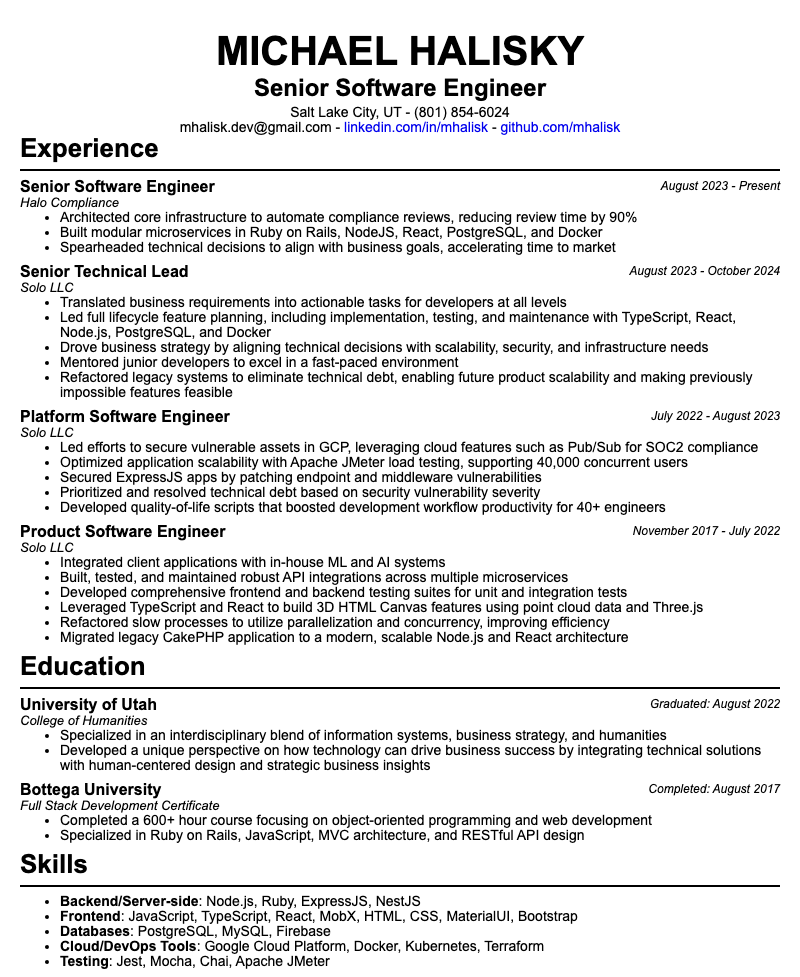 MICHAEL HALISKY
Senior Software Engineer
Salt Lake City, UT - (801) 854-6024
mhalisk.dev@gmail.com - linkedin.com/in/mhalisk - github.com/mhalisk
Experience
Senior Software Engineer August 2023 - Present
Halo Compliance
• Architected core infrastructure to automate compliance reviews, reducing review time by 90%
• Built modular microservices in Ruby on Rails, NodeJS, React, PostgreSQL, and Docker
• Spearheaded technical decisions to align with business goals, accelerating time to market
Senior Technical Lead August 2023 - October 2024
Solo LLC
• Translated business requirements into actionable tasks for developers at all levels
• Led full lifecycle feature planning, including implementation, testing, and maintenance with TypeScript, React,
Node.js, PostgreSQL, and Docker
• Drove business strategy by aligning technical decisions with scalability, security, and infrastructure needs
• Mentored junior developers to excel in a fast-paced environment
• Refactored legacy systems to eliminate technical debt, enabling future product scalability and making previously
impossible features feasible
Platform Software Engineer July 2022 - August 2023
Solo LLC
• Led efforts to secure vulnerable assets in GCP, leveraging cloud features such as Pub/Sub for SOC2 compliance
• Optimized application scalability with Apache JMeter load testing, supporting 40,000 concurrent users
• Secured ExpressJS apps by patching endpoint and middleware vulnerabilities
• Prioritized and resolved technical debt based on security vulnerability severity
• Developed quality-of-life scripts that boosted development workflow productivity for 40+ engineers
Product Software Engineer November 2017 - July 2022
Solo LLC
• Integrated client applications with in-house ML and AI systems
• Built, tested, and maintained robust API integrations across multiple microservices
• Developed comprehensive frontend and backend testing suites for unit and integration tests
• Leveraged TypeScript and React to build 3D HTML Canvas features using point cloud data and Three.js
• Refactored slow processes to utilize parallelization and concurrency, improving efficiency
• Migrated legacy CakePHP application to a modern, scalable Node.js and React architecture
Education
University of Utah Graduated: August 2022
College of Humanities
• Specialized in an interdisciplinary blend of information systems, business strategy, and humanities
• Developed a unique perspective on how technology can drive business success by integrating technical solutions
with human-centered design and strategic business insights
Bottega University Completed: August 2017
Full Stack Development Certificate
• Completed a 600+ hour course focusing on object-oriented programming and web development
• Specialized in Ruby on Rails, JavaScript, MVC architecture, and RESTful API design
Skills
• Backend/Server-side: Node.js, Ruby, ExpressJS, NestJS
• Frontend: JavaScript, TypeScript, React, MobX, HTML, CSS, MaterialUI, Bootstrap
• Databases: PostgreSQL, MySQL, Firebase
• Cloud/DevOps Tools: Google Cloud Platform, Docker, Kubernetes, Terraform
• Testing: Jest, Mocha, Chai, Apache JMeter